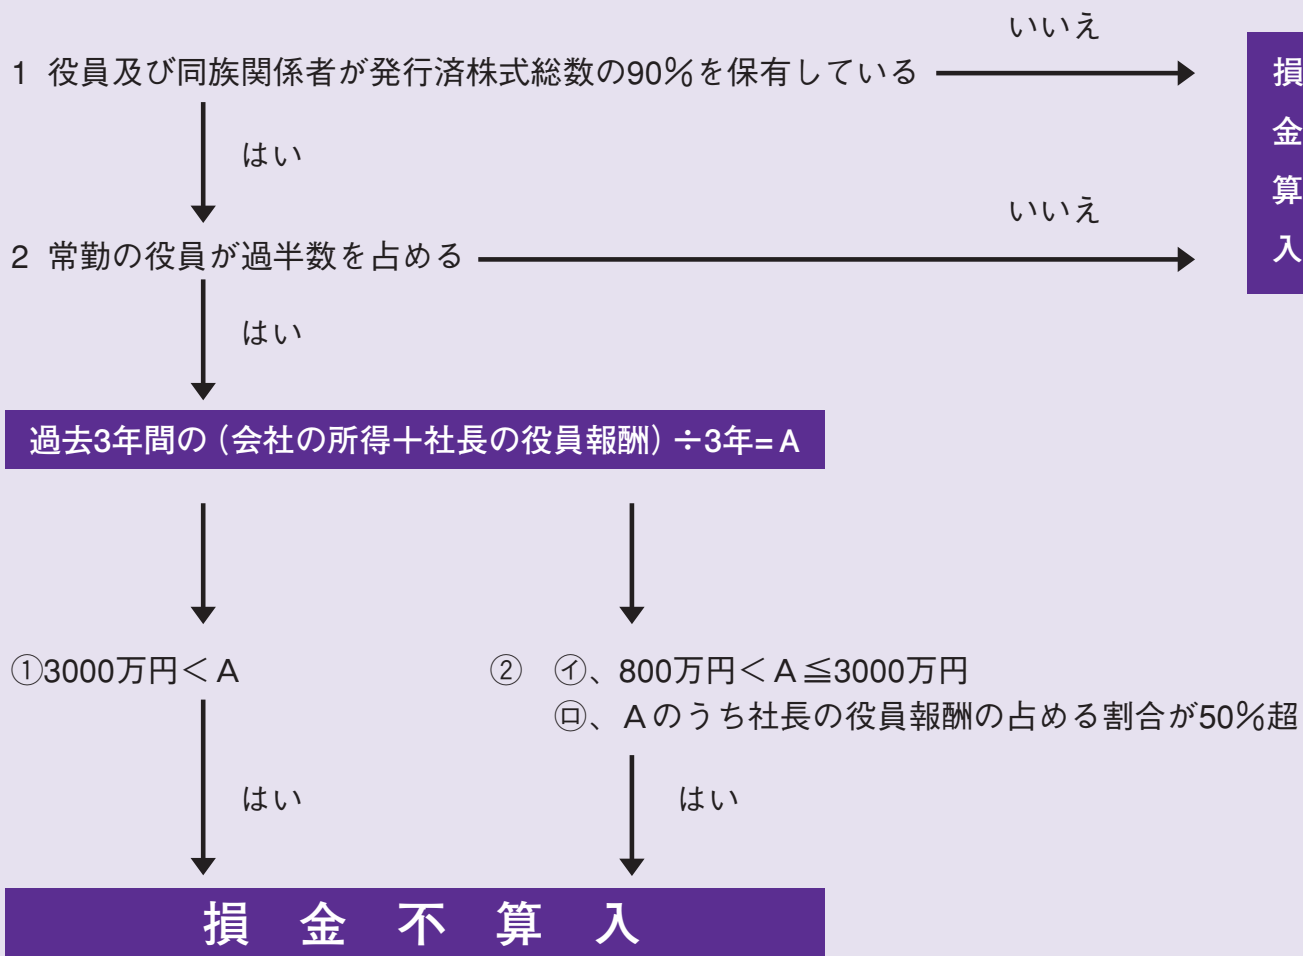 いいえ
1 役員及び同族関係者が発行済株式総数の90％を保有している
はい
いいえ
2 常勤の役員が過半数を占める
はい
損金算入
過去3年間の（会社の所得十社長の役員報酬）÷3年=A
①3000万円＜A
② ㋑、800万円＜A≦3000万円
㋺、Aのうち社長の役員報酬の占める割合が50％超
はい
はい
損金不算入